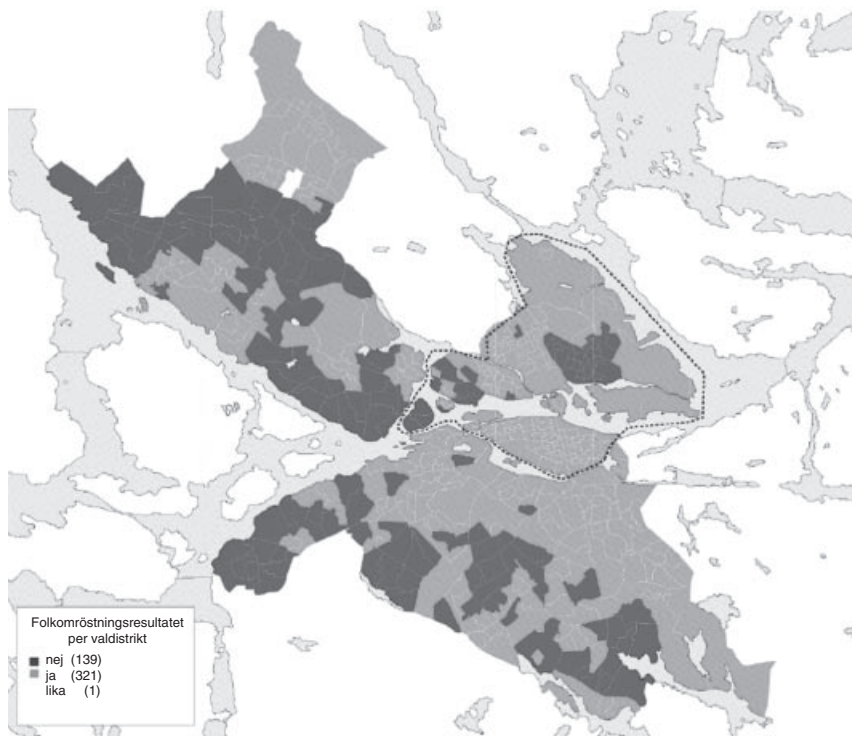 Folkomröstningsresultatet
per valdistrikt
nej (139)
ja (321)
lika (1)